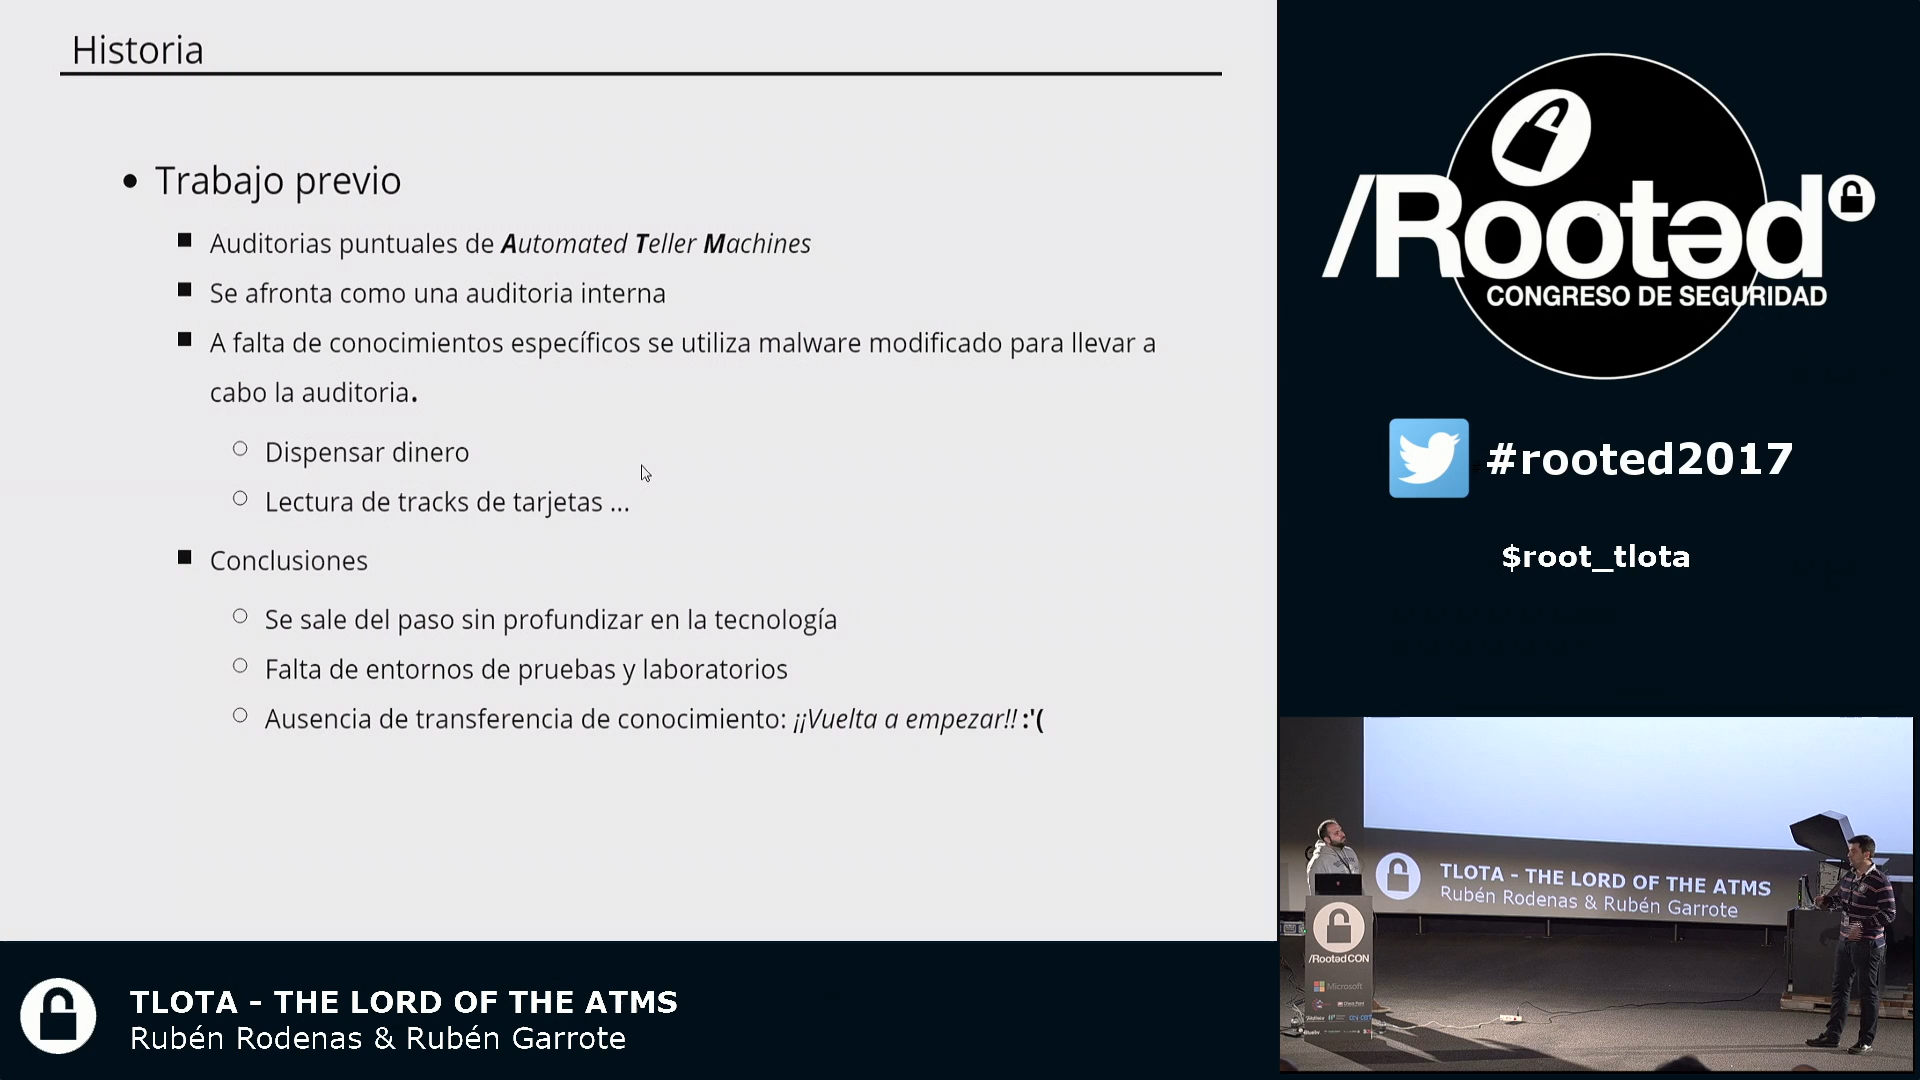 Historia
Trabajo previo
Auditorias puntuales de Automated Teller Machines
Se afronta como una auditoria interna
A falta de conocimientos específicos se utiliza malware modificado para llevar a
cabo la auditoria.
Dispensar dinero
Lectura de tracks de tarjetas ...
Conclusiones
Se sale del paso sin profundizar en la tecnología
Falta de entornos de pruebas y laboratorios
Ausencia de transferencia de conocimiento: ¡¡Vuelta a empezar!! :'(
/Rootəd
CONGRESO DE SEGURIDAD
#rooted2017
$root_tlota
TLOTA - THE LORD OF THE ATMS
Rubén Rodenas & Rubén Garrote
/RootedCON
Microsoft
Check Point
TLOTA - THE LORD OF THE ATMS
Rubén Rodenas & Rubén Garrote